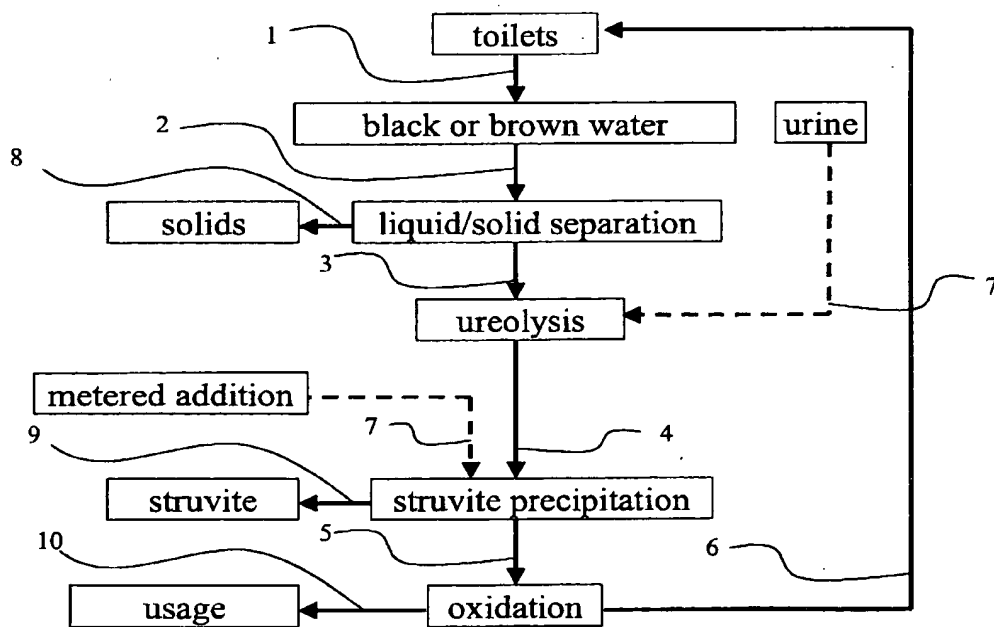 toilets
1
black or brown water
urine
2
8
solids
liquid/solid separation
3
7
ureolysis
metered addition
7
4
9
struvite
struvite precipitation
5
6
10
usage
oxidation